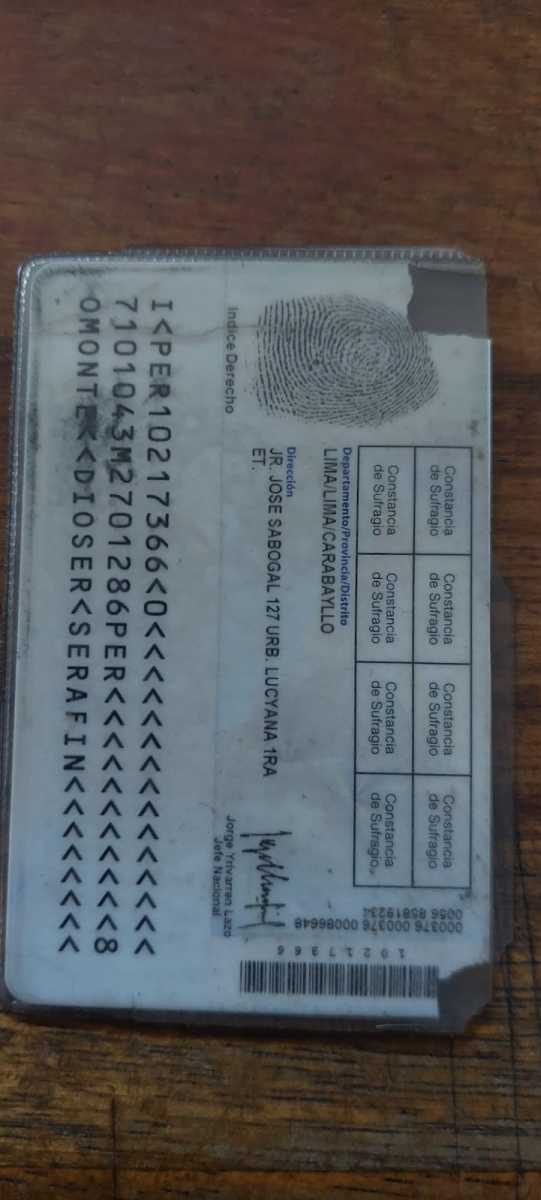 Constancia de Sufragio
Constancia de Sufragio
Constancia de Sufragio
Constancia de Sufragio
Constancia de Sufragio
Constancia de Sufragio
Constancia de Sufragio
Constancia de Sufragio
Departamento/Provincia/Distrito
LIMA/LIMA/CARABAYLLO
Dirección
JR. JOSE SABOGAL 127 URB. LUCYANA 1RA
ET.
Indice Derecho
Jorge Yrivarren Lazo
Jefe Nacional
000376 000376
I<PER10217366<0<<<<<<<<<<<<<<<
7101043M2701286PER<<<<<<<<<<<8
OMONTE<<DIOSER<SERAFIN<<<<<<<<